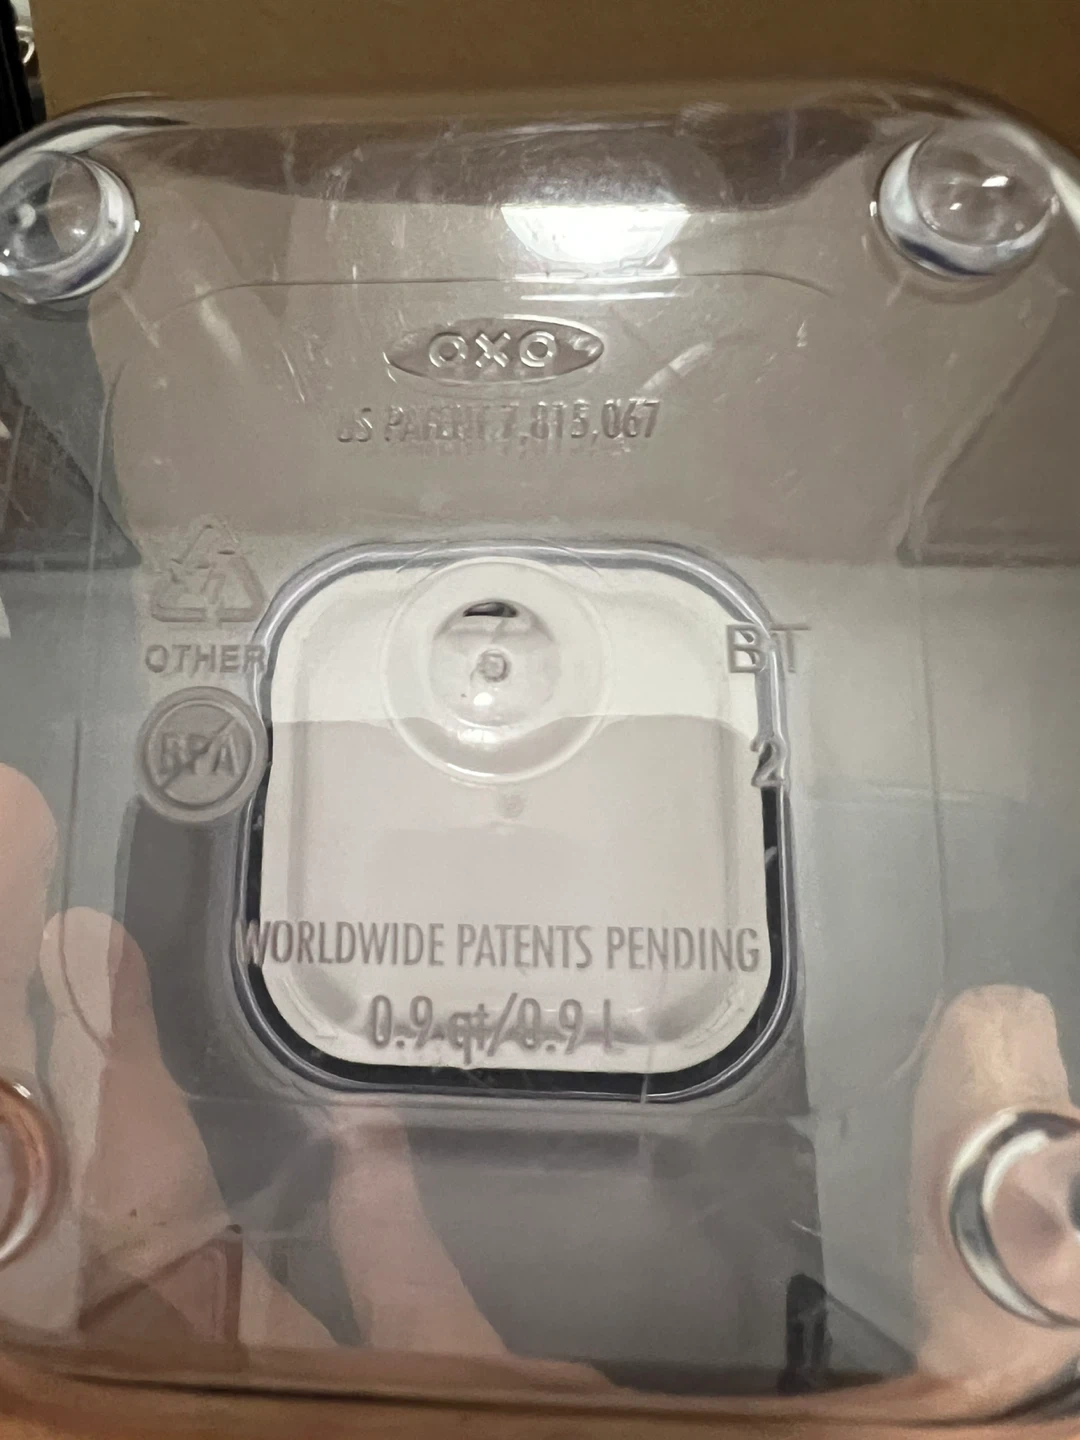 OXO
US PATENT 7,815,067
OTHER
BPA
BT
2
WORLDWIDE PATENTS PENDING
0.9 qt/0.9 L